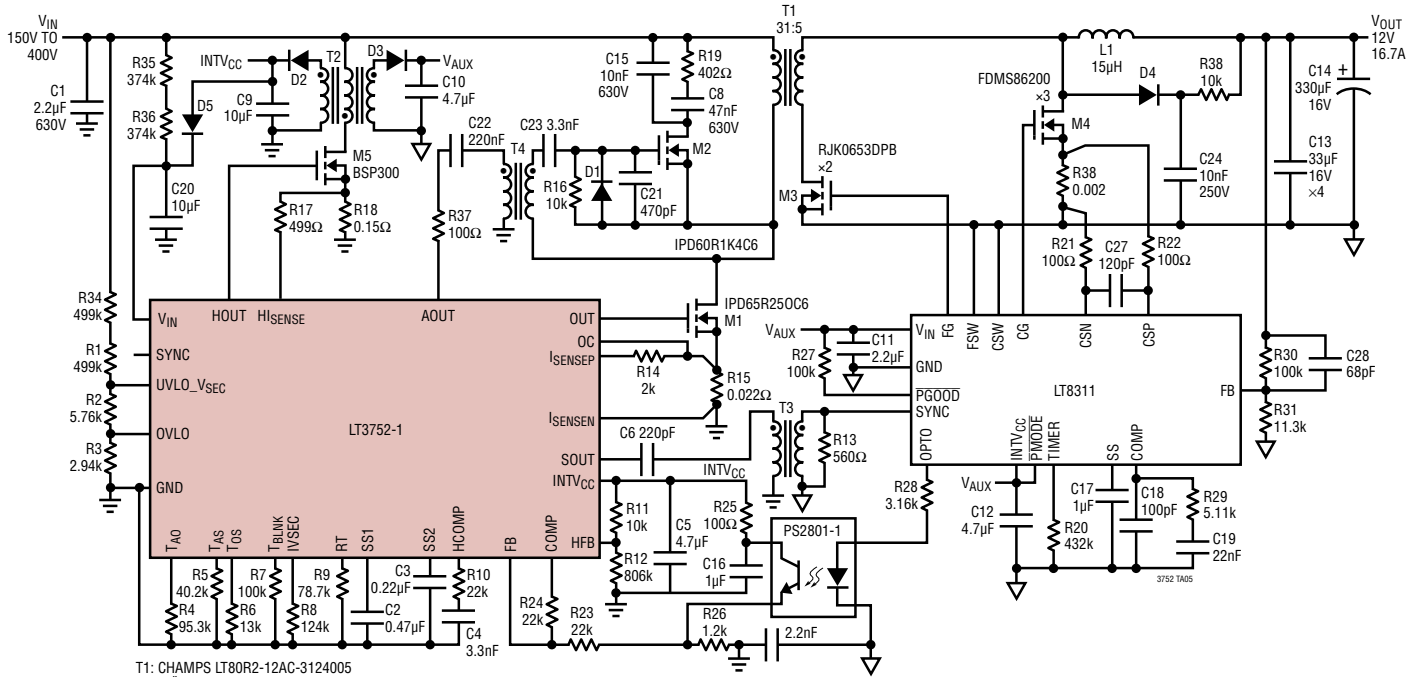 VIN
150V TO
400V
C1
2.2µF
630V
R35
374k
R36
374k
INTVCC
D2
D5
C9
10µF
T2
D3
VAUX
C10
4.7µF
C20
10µF
M5
BSP300
R17
499Ω
R18
0.15Ω
C22
220nF
T4
R37
100Ω
C23 3.3nF
R16
10k
D1
C21
470pF
C15
10nF
630V
R19
402Ω
C8
47nF
630V
M2
IPD60R1K4C6
T1
31:5
RJK0653DPB
×2
M3
L1
15µH
FDMS86200
×3
M4
D4
R38
10k
R38
0.002
C24
10nF
250V
C14
330µF
16V
+
C13
33µF
16V
×4
VOUT
12V
16.7A
R21
100Ω
C27
120pF
R22
100Ω
R34
499k
R1
499k
R2
5.76k
R3
2.94k
VIN
SYNC
UVLO_VSEC
OVLO
GND
HOUT
HISENSE
AOUT
OUT
OC
ISENSEP
ISENSEN
SOUT
INTVCC
HFB
LT3752-1
TAO
TAS
TOS
TBLNK
IVSEC
RT
SS1
SS2
HCOMP
FB
COMP
IPD65R25OC6
M1
R14
2k
R15
0.022Ω
C6 220pF
T3
INTVCC
R13
560Ω
R11
10k
R12
806k
C5
4.7µF
R25
100Ω
C16
1µF
PS2801-1
R28
3.16k
VAUX
R27
100k
C11
2.2µF
VIN
GND
PGOOD
SYNC
OPTO
FG
FSW
CSW
CG
CSN
CSP
LT8311
FB
INTVCC
PMODE
TIMER
SS
COMP
R30
100k
C28
68pF
R31
11.3k
VAUX
C12
4.7µF
R20
432k
C17
1µF
C18
100pF
R29
5.11k
C19
22nF
3752 TA05
R4
95.3k
R5
40.2k
R6
13k
R7
100k
R8
124k
R9
78.7k
C2
0.47µF
C3
0.22µF
R10
22k
C4
3.3nF
R24
22k
R23
22k
R26
1.2k
2.2nF
T1: CHAMPS LT80R2-12AC-3124005